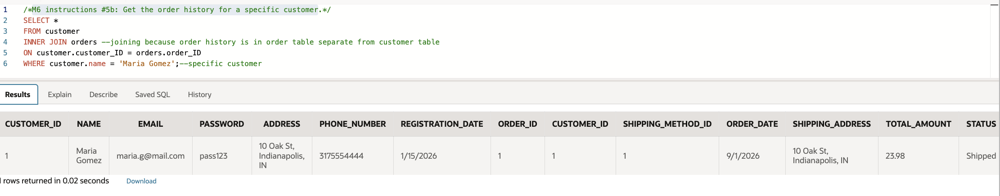 1 /*M6 instructions #5b: Get the order history for a specific customer.*/
2 SELECT *
3 FROM customer
4 INNER JOIN orders --joining because order history is in order table separate from customer table
5 ON customer.customer_ID = orders.order_ID
6 WHERE customer.name = 'Maria Gomez';--specific customer
Results Explain Describe Saved SQL History
CUSTOMER_ID NAME EMAIL PASSWORD ADDRESS PHONE_NUMBER REGISTRATION_DATE ORDER_ID CUSTOMER_ID SHIPPING_METHOD_ID ORDER_DATE SHIPPING_ADDRESS TOTAL_AMOUNT STATUS
1 Maria Gomez maria.g@mail.com pass123 10 Oak St, Indianapolis, IN 3175554444 1/15/2026 1 1 1 9/1/2026 10 Oak St, Indianapolis, IN 23.98 Shipped
1 rows returned in 0.02 seconds Download